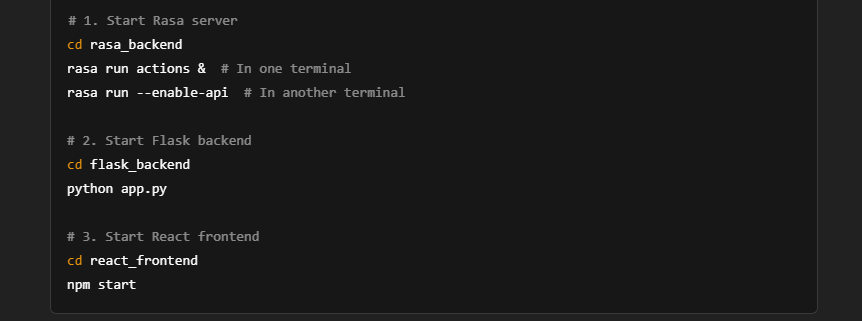 # 1. Start Rasa server
cd rasa_backend
rasa run actions &  # In one terminal
rasa run --enable-api  # In another terminal
# 2. Start Flask backend
cd flask_backend
python app.py
# 3. Start React frontend
cd react_frontend
npm start